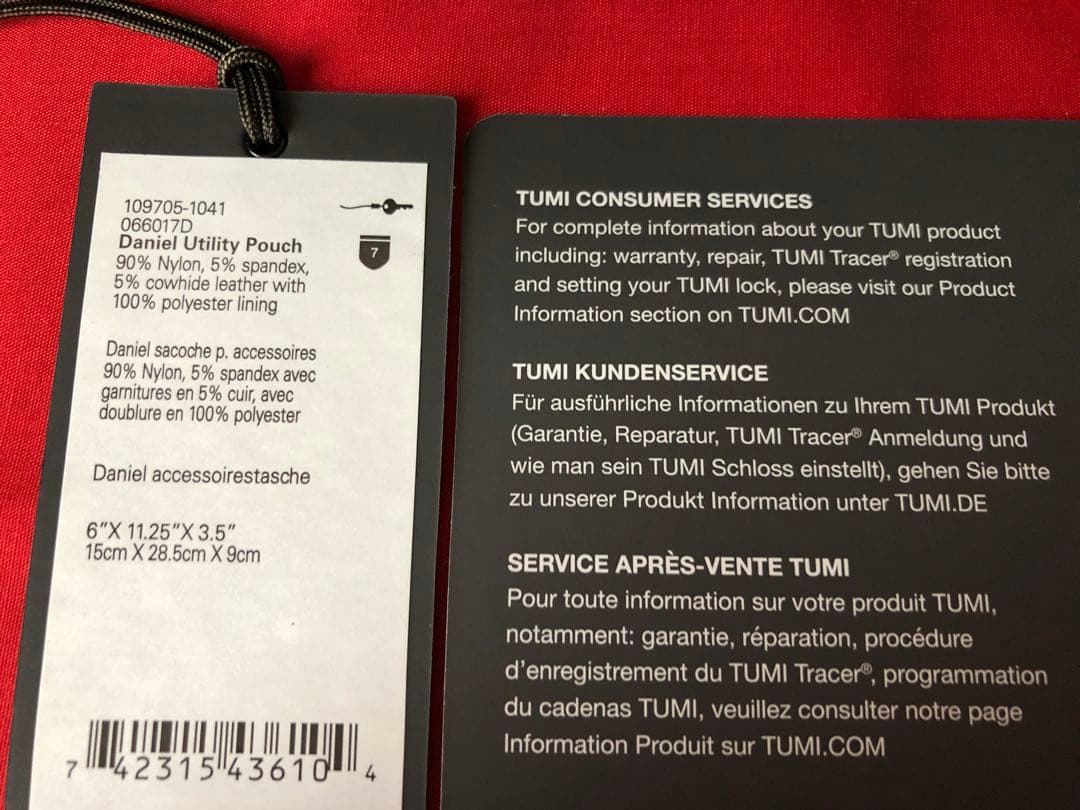 109705-1041
066017D
Daniel Utility Pouch
90% Nylon, 5% spandex,
5% cowhide leather with
100% polyester lining
7
Daniel sacoche p. accessoires
90% Nylon, 5% spandex avec
garnitures en 5% cuir, avec
doublure en 100% polyester
Daniel accessoirestasche
6"X 11.25"X 3.5"
15cm X 28.5cm X 9cm
7 42315 43610 4
TUMI CONSUMER SERVICES
For complete information about your TUMI product
including: warranty, repair, TUMI Tracer® registration
and setting your TUMI lock, please visit our Product
Information section on TUMI.COM
TUMI KUNDENSERVICE
Für ausführliche Informationen zu Ihrem TUMI Produkt
(Garantie, Reparatur, TUMI Tracer® Anmeldung und
wie man sein TUMI Schloss einstellt), gehen Sie bitte
zu unserer Produkt Information unter TUMI.DE
SERVICE APRÈS-VENTE TUMI
Pour toute information sur votre produit TUMI,
notamment: garantie, réparation, procédure
d'enregistrement du TUMI Tracer®, programmation
du cadenas TUMI, veuillez consulter notre page
Information Produit sur TUMI.COM